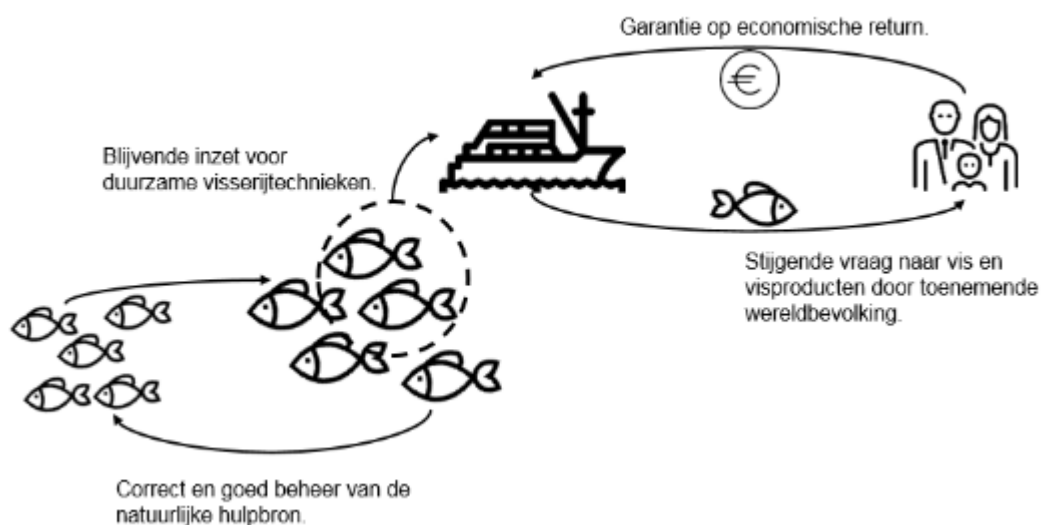 Garantie op economische return.
€
Blijvende inzet voor
duurzame visserijtechnieken.
Stijgende vraag naar vis en
visproducten door toenemende
wereldbevolking.
Correct en goed beheer van de
natuurlijke hulpbron.